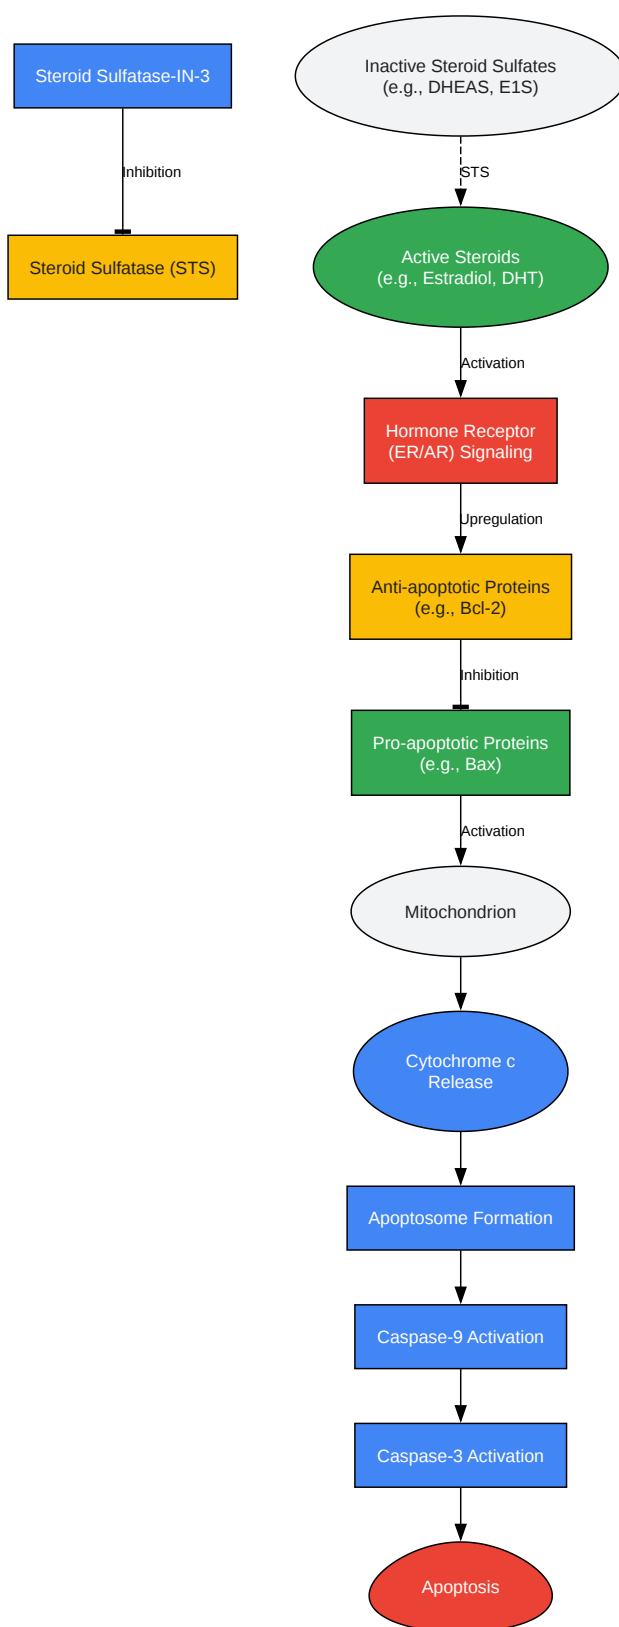 Steroid Sulfatase-IN-3
Inhibition
Steroid Sulfatase (STS)
Inactive Steroid Sulfates
(e.g., DHEAS, E1S)
STS
Active Steroids
(e.g., Estradiol, DHT)
Activation
Hormone Receptor
(ER/AR) Signaling
Upregulation
Anti-apoptotic Proteins
(e.g., Bcl-2)
Inhibition
Pro-apoptotic Proteins
(e.g., Bax)
Activation
Mitochondrion
Cytochrome c
Release
Apoptosome Formation
Caspase-9 Activation
Caspase-3 Activation
Apoptosis